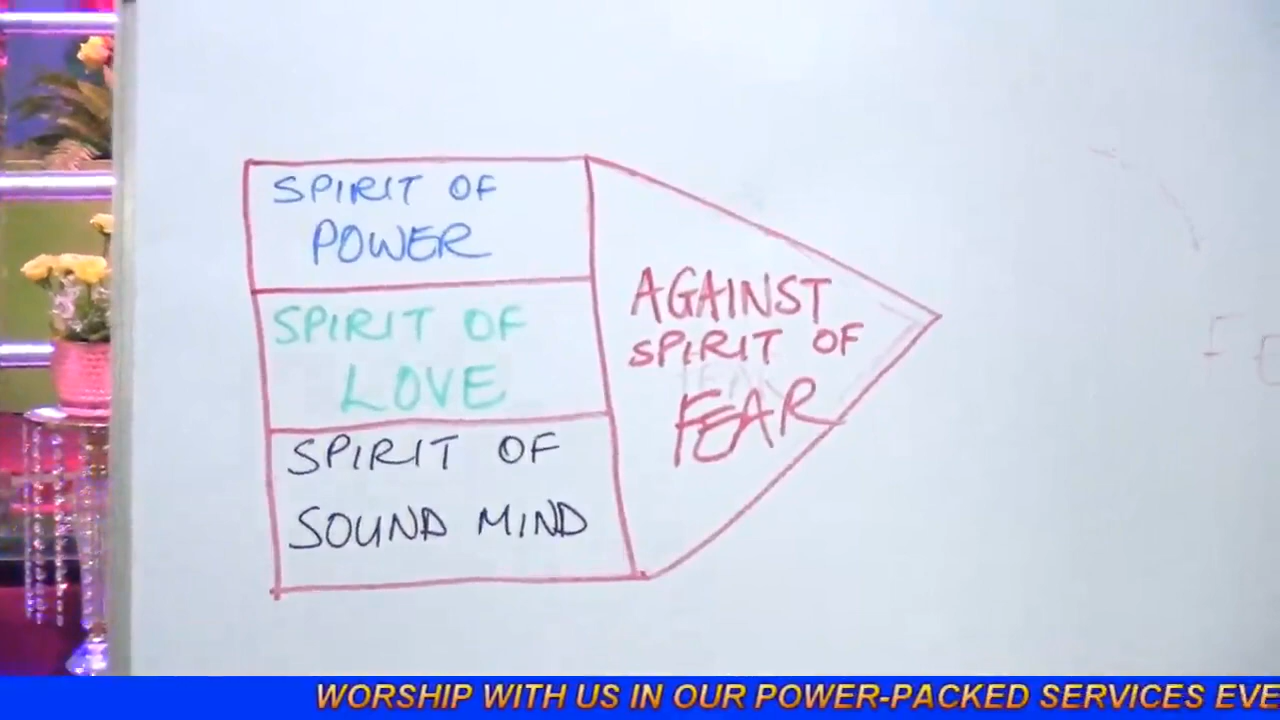 SPIRIT OF
POWER
SPIRIT OF
LOVE
SPIRIT OF
SOUND MIND
AGAINST
SPIRIT OF
FEAR
WORSHIP WITH US IN OUR POWER-PACKED SERVICES EVE